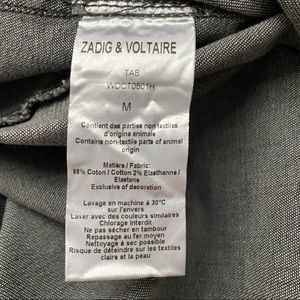 ZADIG & VOLTAIRE
TAB
WDCT0501H
M
Contient des parties non textiles
d'origine animale
Contains non-textile parts of animal
origin
Matière / Fabric:
98% Coton / Cotton 2% Elasthanne /
Elastane
Exclusive of decoration
Lavage en machine à 30°C
sur l'envers
Laver avec des couleurs similaires
Chlorage interdit
Ne pas sécher en tambour
Repassage au fer moyen
Nettoyage à sec possible
Risque de déteindre sur les textiles
clairs et la peau